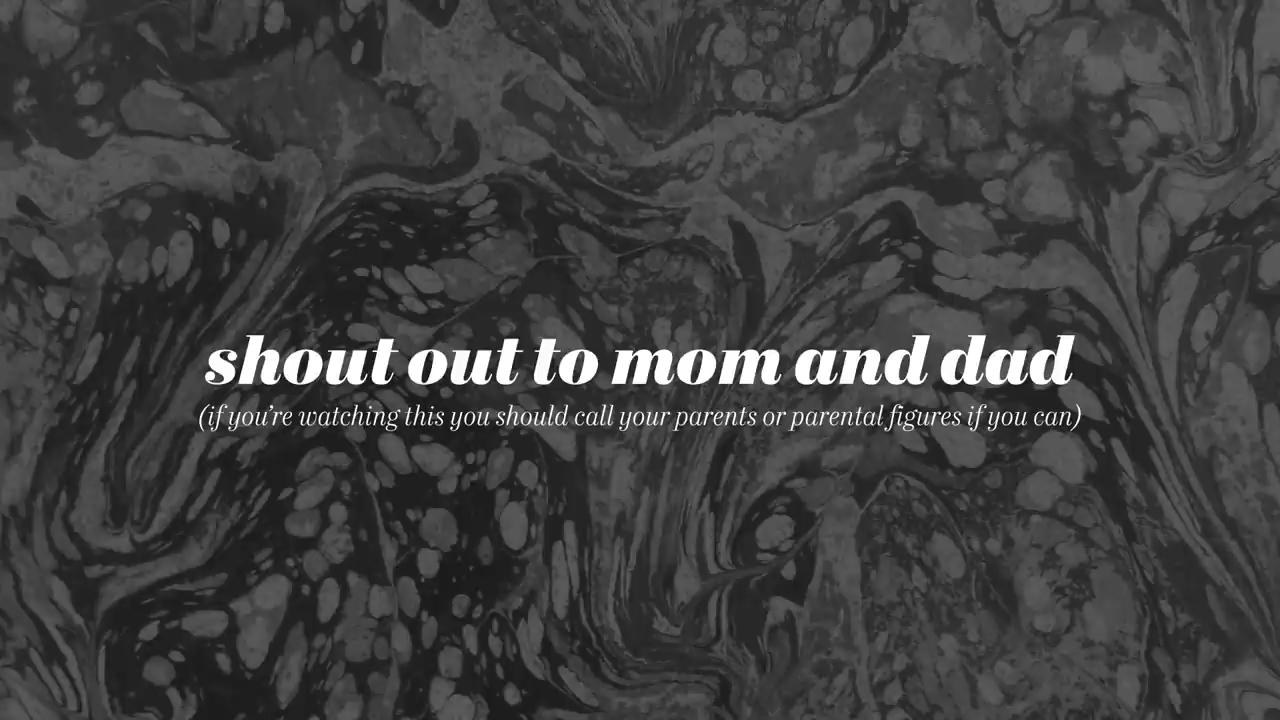 shout out to mom and dad
(if you're watching this you should call your parents or parental figures if you can)